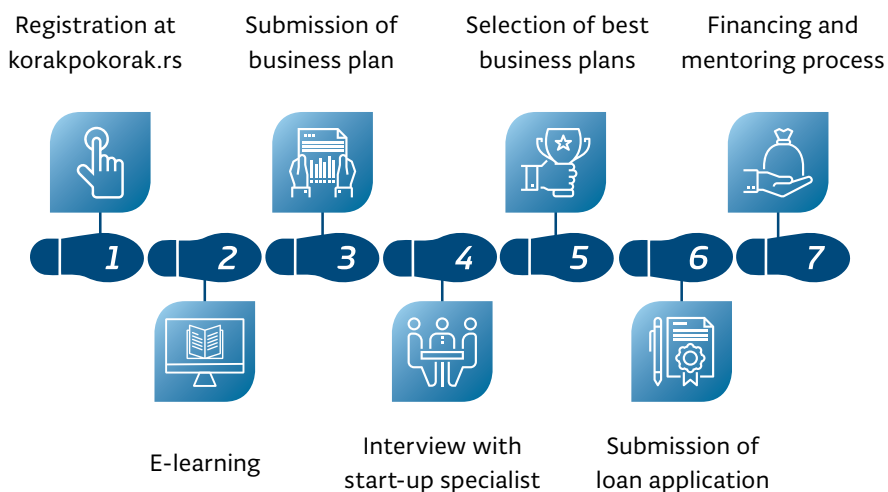 Registration at
korakpokorak.rs
Submission of
business plan
Selection of best
business plans
Financing and
mentoring process
1 2 3 4 5 6 7
E-learning
Interview with
start-up specialist
Submission of
loan application